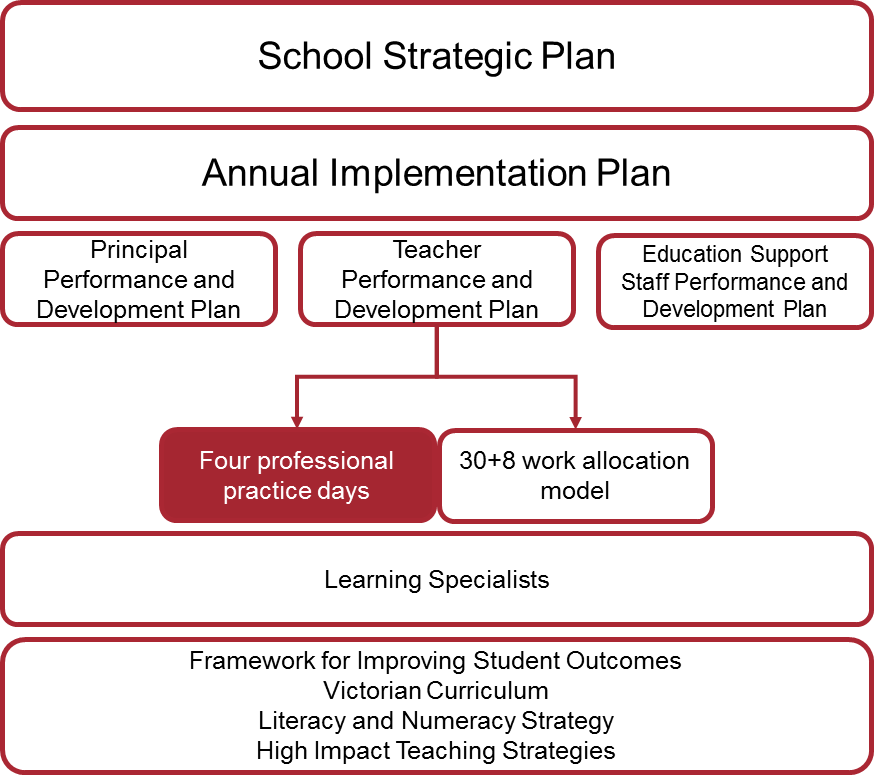 School Strategic Plan
Annual Implementation Plan
Principal
Performance and
Development Plan
Teacher
Performance and
Development Plan
Education Support
Staff Performance and
Development Plan
Four professional
practice days
30+8 work allocation
model
Learning Specialists
Framework for Improving Student Outcomes
Victorian Curriculum
Literacy and Numeracy Strategy
High Impact Teaching Strategies